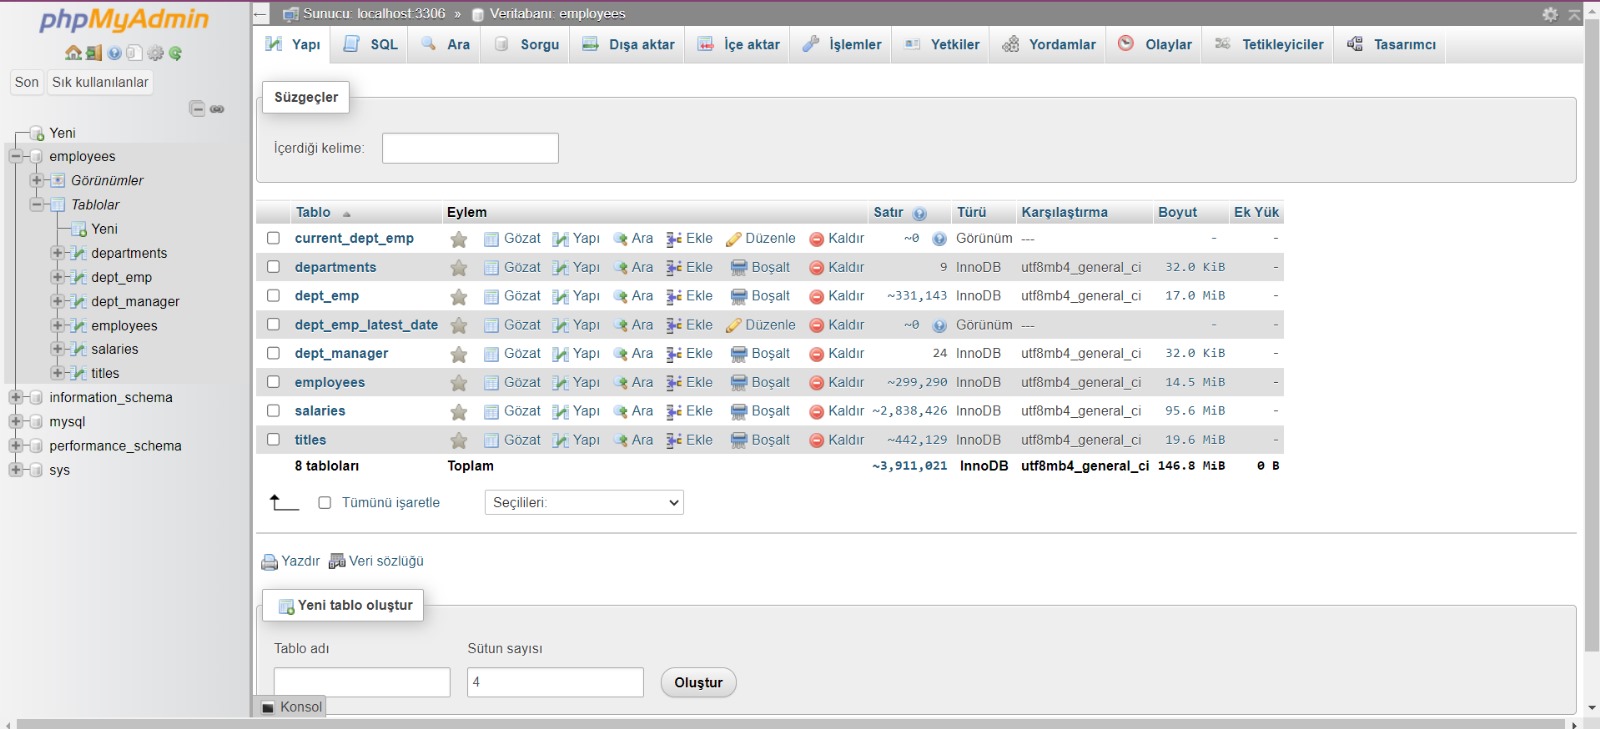 phpMyAdmin
Son Sık kullanılanlar
Yeni
employees
Görünümler
Tablolar
Yeni
departments
dept_emp
dept_manager
employees
salaries
titles
information_schema
mysql
performance_schema
sys
Sunucu: localhost:3306 » Veritabanı: employees
Yapı SQL Ara Sorgu Dışa aktar İçe aktar İşlemler Yetkiler Yordamlar Olaylar Tetikleyiciler Tasarımcı
Süzgeçler
İçerdiği kelime:
Tablo Eylem Satır Türü Karşılaştırma Boyut Ek Yük
current_dept_emp Gözat Yapı Ara Ekle Düzenle Kaldır ~0 Görünüm --- - -
departments Gözat Yapı Ara Ekle Boşalt Kaldır 9 InnoDB utf8mb4_general_ci 32.0 KiB -
dept_emp Gözat Yapı Ara Ekle Boşalt Kaldır ~331,143 InnoDB utf8mb4_general_ci 17.0 MiB -
dept_emp_latest_date Gözat Yapı Ara Ekle Düzenle Kaldır ~0 Görünüm --- - -
dept_manager Gözat Yapı Ara Ekle Boşalt Kaldır 24 InnoDB utf8mb4_general_ci 32.0 KiB -
employees Gözat Yapı Ara Ekle Boşalt Kaldır ~299,290 InnoDB utf8mb4_general_ci 14.5 MiB -
salaries Gözat Yapı Ara Ekle Boşalt Kaldır ~2,838,426 InnoDB utf8mb4_general_ci 95.6 MiB -
titles Gözat Yapı Ara Ekle Boşalt Kaldır ~442,129 InnoDB utf8mb4_general_ci 19.6 MiB -
8 tabloları Toplam ~3,911,021 InnoDB utf8mb4_general_ci 146.8 MiB 0 B
Tümünü işaretle Seçilileri:
Yazdır Veri sözlüğü
Yeni tablo oluştur
Tablo adı Sütun sayısı
4 Oluştur
Konsol